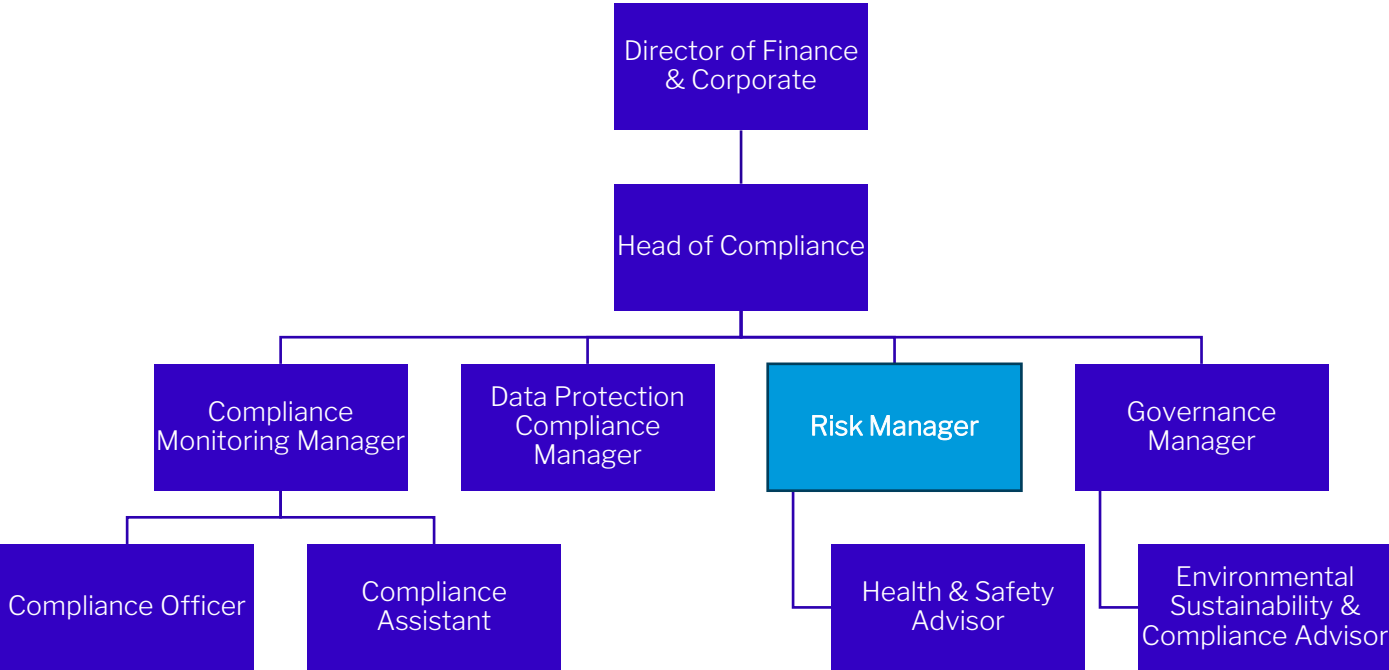 Director of Finance
& Corporate
Head of Compliance
Compliance
Monitoring Manager
Data Protection
Compliance
Manager
Risk Manager
Governance
Manager
Compliance Officer
Compliance
Assistant
Health & Safety
Advisor
Environmental
Sustainability &
Compliance Advisor